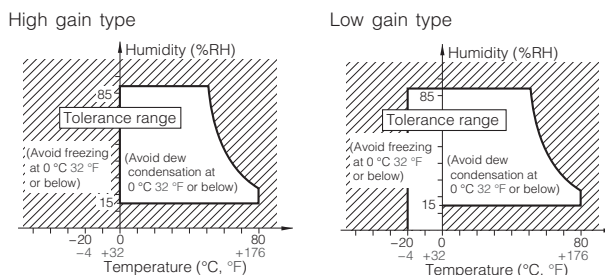 High gain type
Humidity (%RH)
85
Tolerance range
(Avoid freezing
at 0 °C 32 °F
or below)
(Avoid dew
condensation at
0 °C 32 °F or below)
15
−20 0 80
−4 +32 +176
Temperature (°C, °F)
Low gain type
Humidity (%RH)
85
Tolerance range
(Avoid freezing
at 0 °C 32 °F
or below)
(Avoid dew
condensation at
0 °C 32 °F or below)
15
−20 0 80
−4 +32 +176
Temperature (°C, °F)